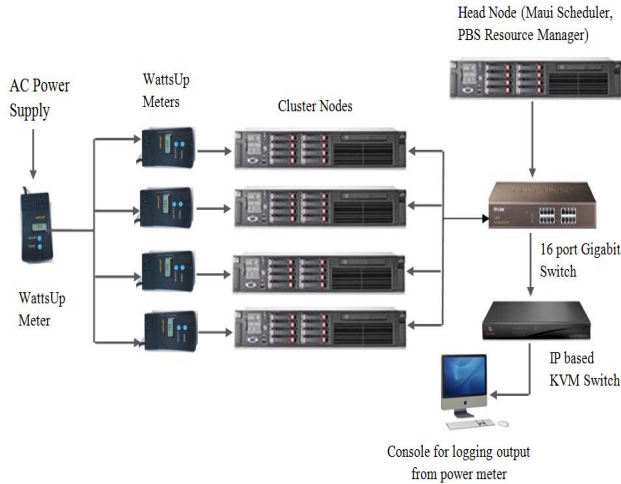 Head Node (Maui Scheduler,
PBS Resource Manager)
AC Power
Supply
WattsUp
Meters
Cluster Nodes
16 port Gigabit
Switch
WattsUp
Meter
IP based
KVM Switch
Console for logging output
from power meter